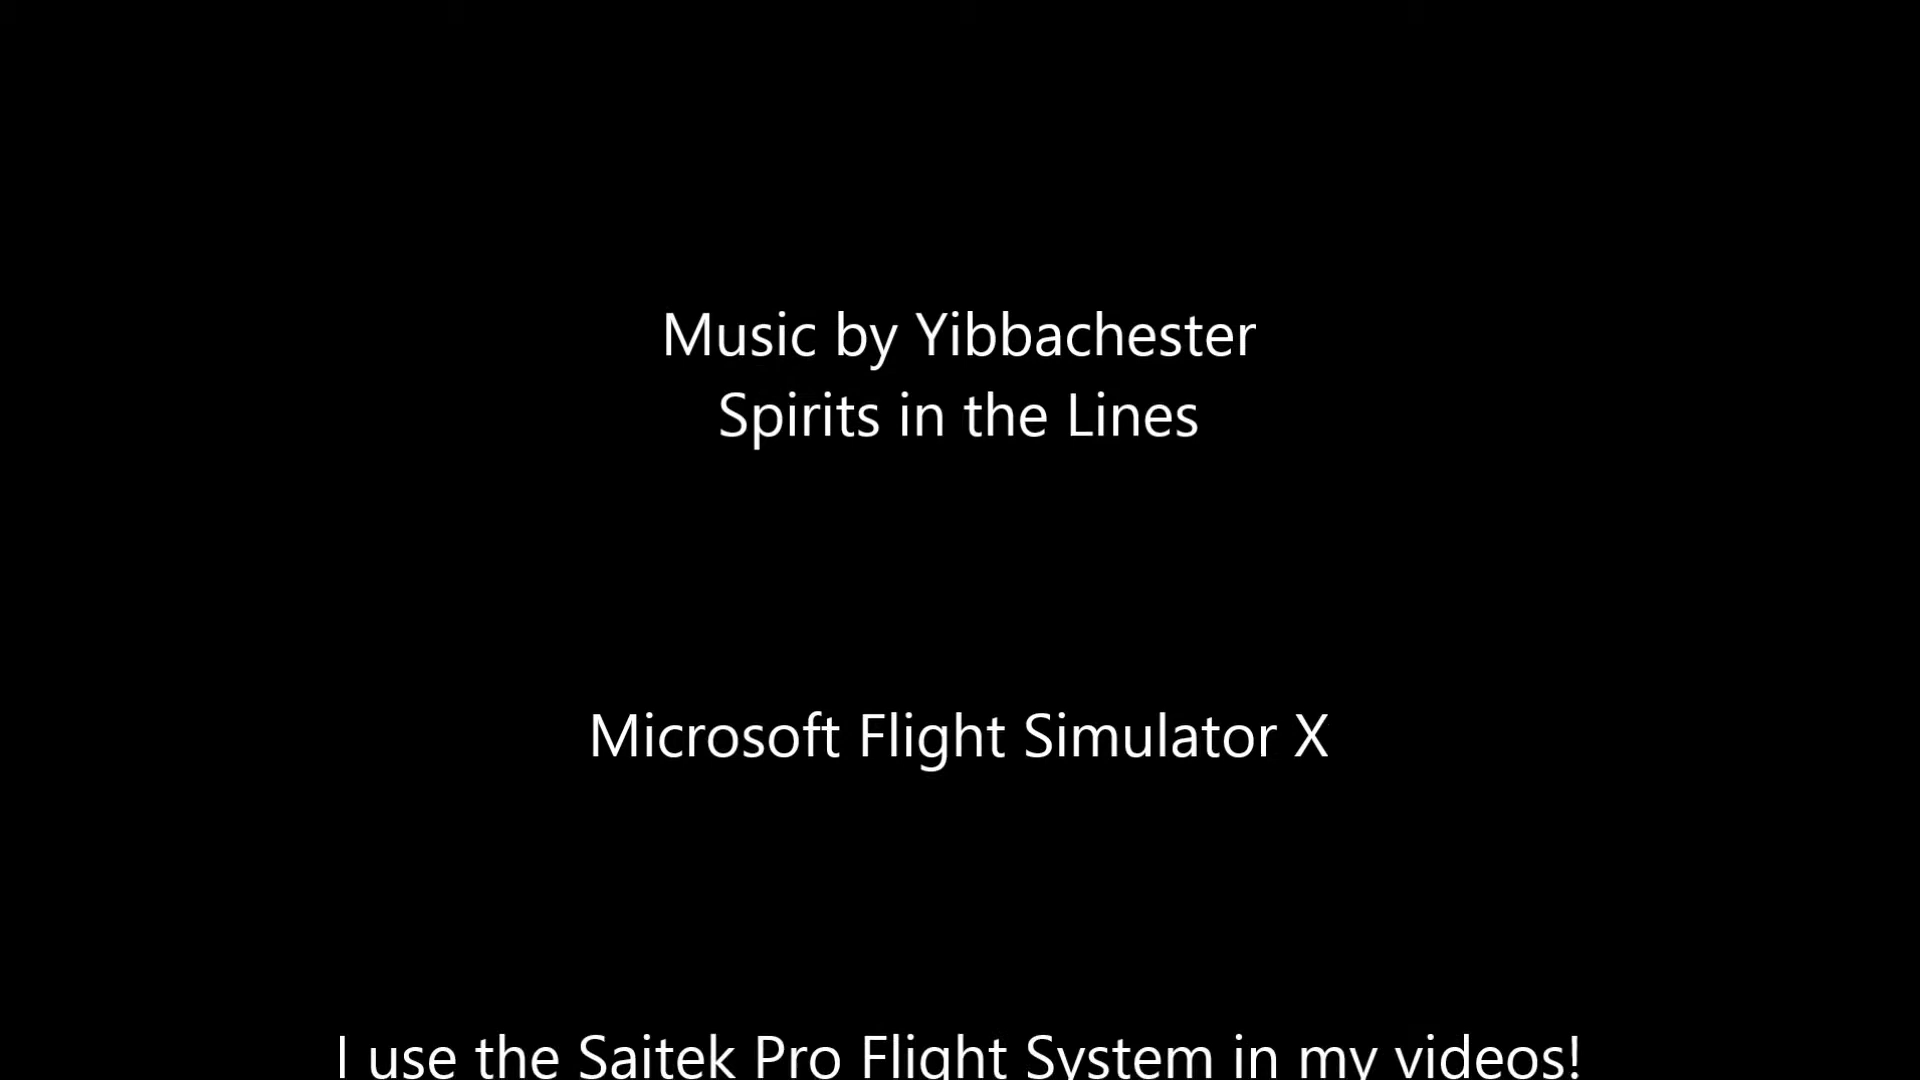 Music by Yibbachester
Spirits in the Lines
Microsoft Flight Simulator X
I use the Saitek Pro Flight System in my videos!